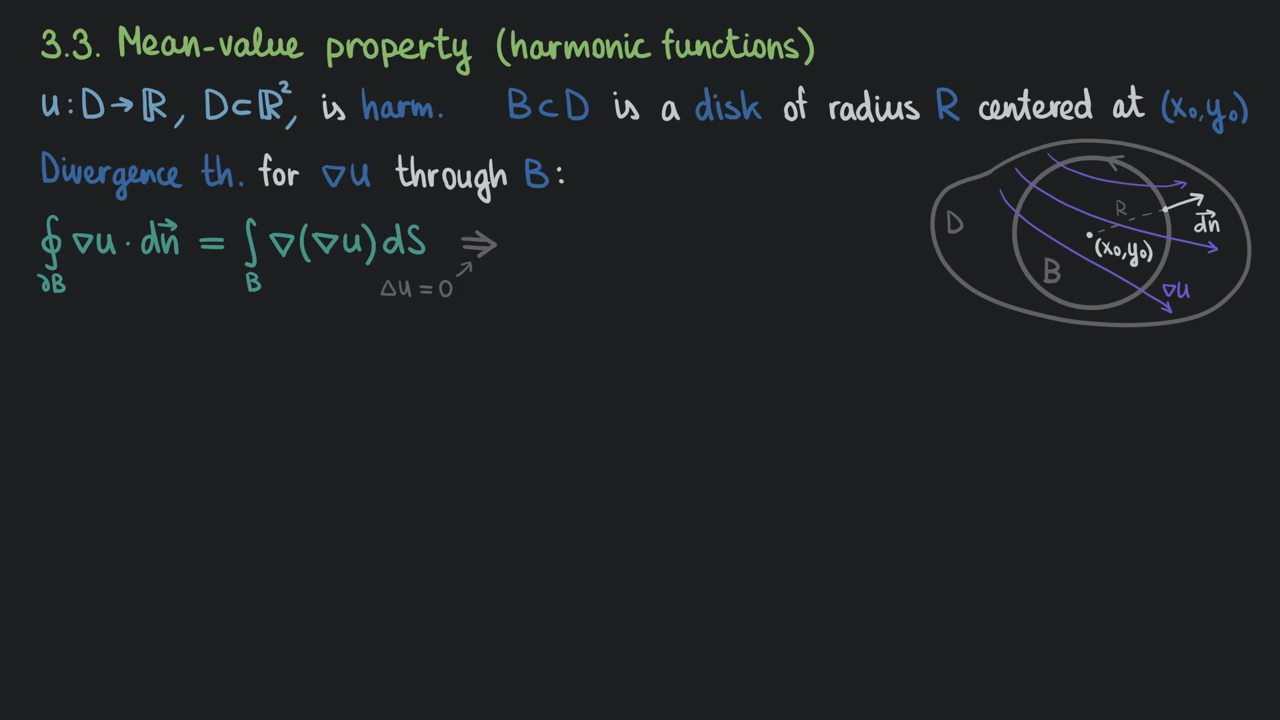 3.3. Mean-value property (harmonic functions)
u : D → ℝ, D ⊂ ℝ², is harm. B ⊂ D is a disk of radius R centered at (x₀,y₀)
Divergence th. for ∇u through B:
∮_∂B ∇u · dn⃗ = ∫_B ∇(∇u) dS ⇒
Δu = 0
D
B
R
(x₀,y₀)
dn⃗
∇u